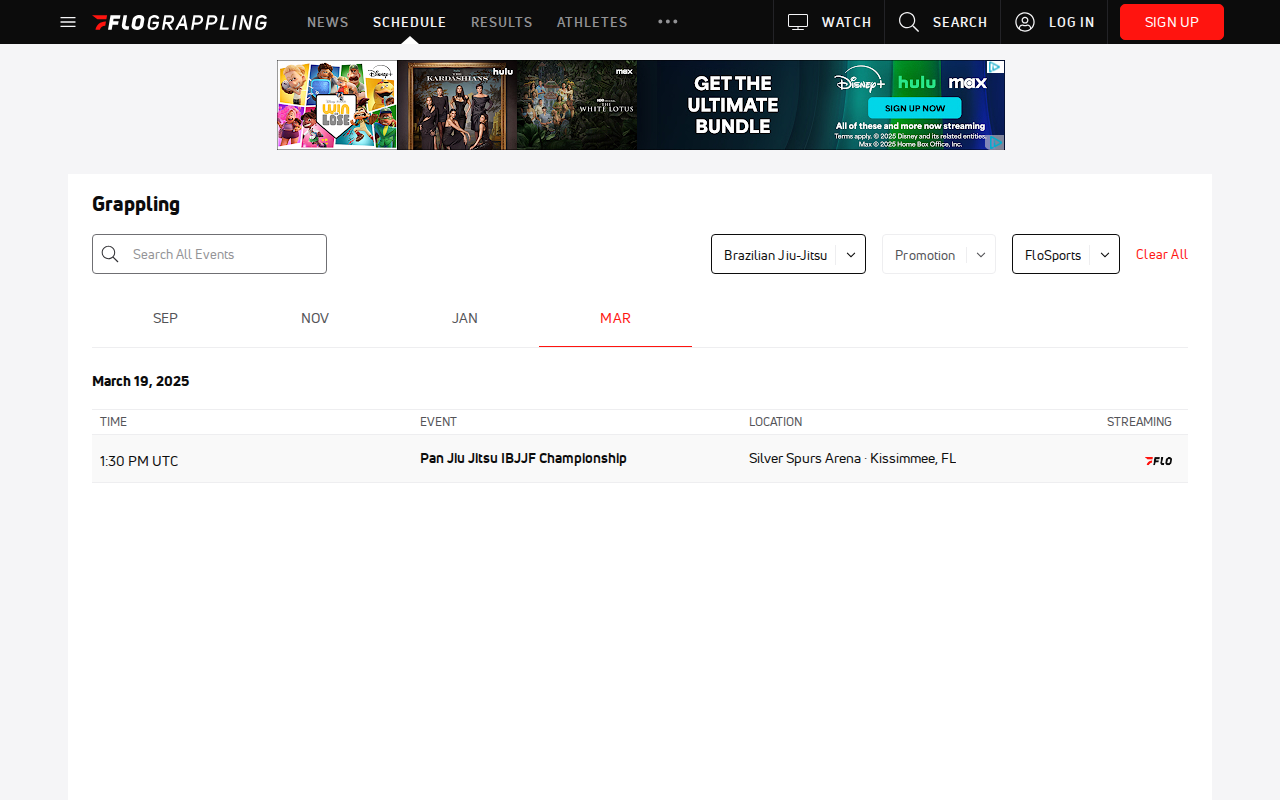 FLOGRAPPLING
NEWS
SCHEDULE
RESULTS
ATHLETES
WATCH
SEARCH
LOG IN
SIGN UP
Disney+
WIN
LOSE
THE KARDASHIANS
hulu
max
THE WHITE LOTUS
GET THE
ULTIMATE
BUNDLE
Disney+ hulu max
SIGN UP NOW
All of these and more now streaming
Terms apply. © 2025 Disney and its related entities.
Max © 2025 Home Box Office, Inc.
Grappling
Search All Events
Brazilian Jiu-Jitsu
Promotion
FloSports
Clear All
SEP
NOV
JAN
MAR
March 19, 2025
TIME EVENT LOCATION STREAMING
1:30 PM UTC Pan Jiu Jitsu IBJJF Championship Silver Spurs Arena · Kissimmee, FL FLO